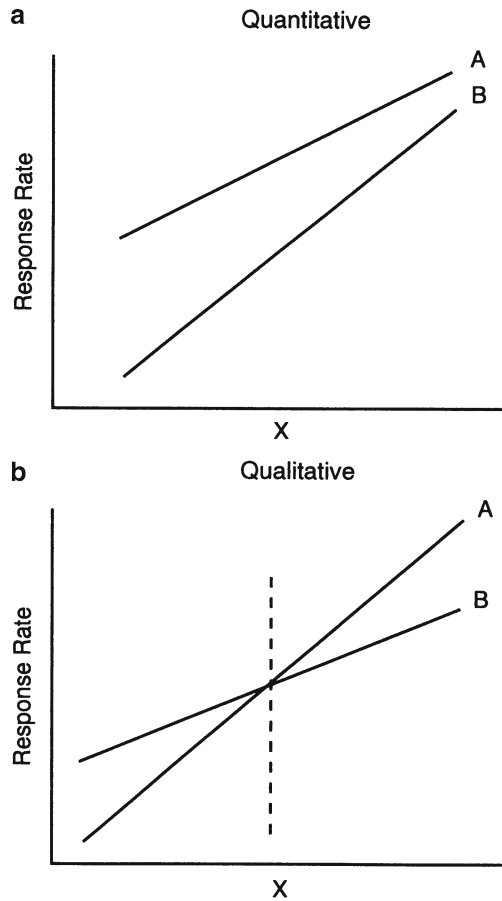 a
Quantitative
A
B
Response Rate
X
b
Qualitative
A
B
Response Rate
X